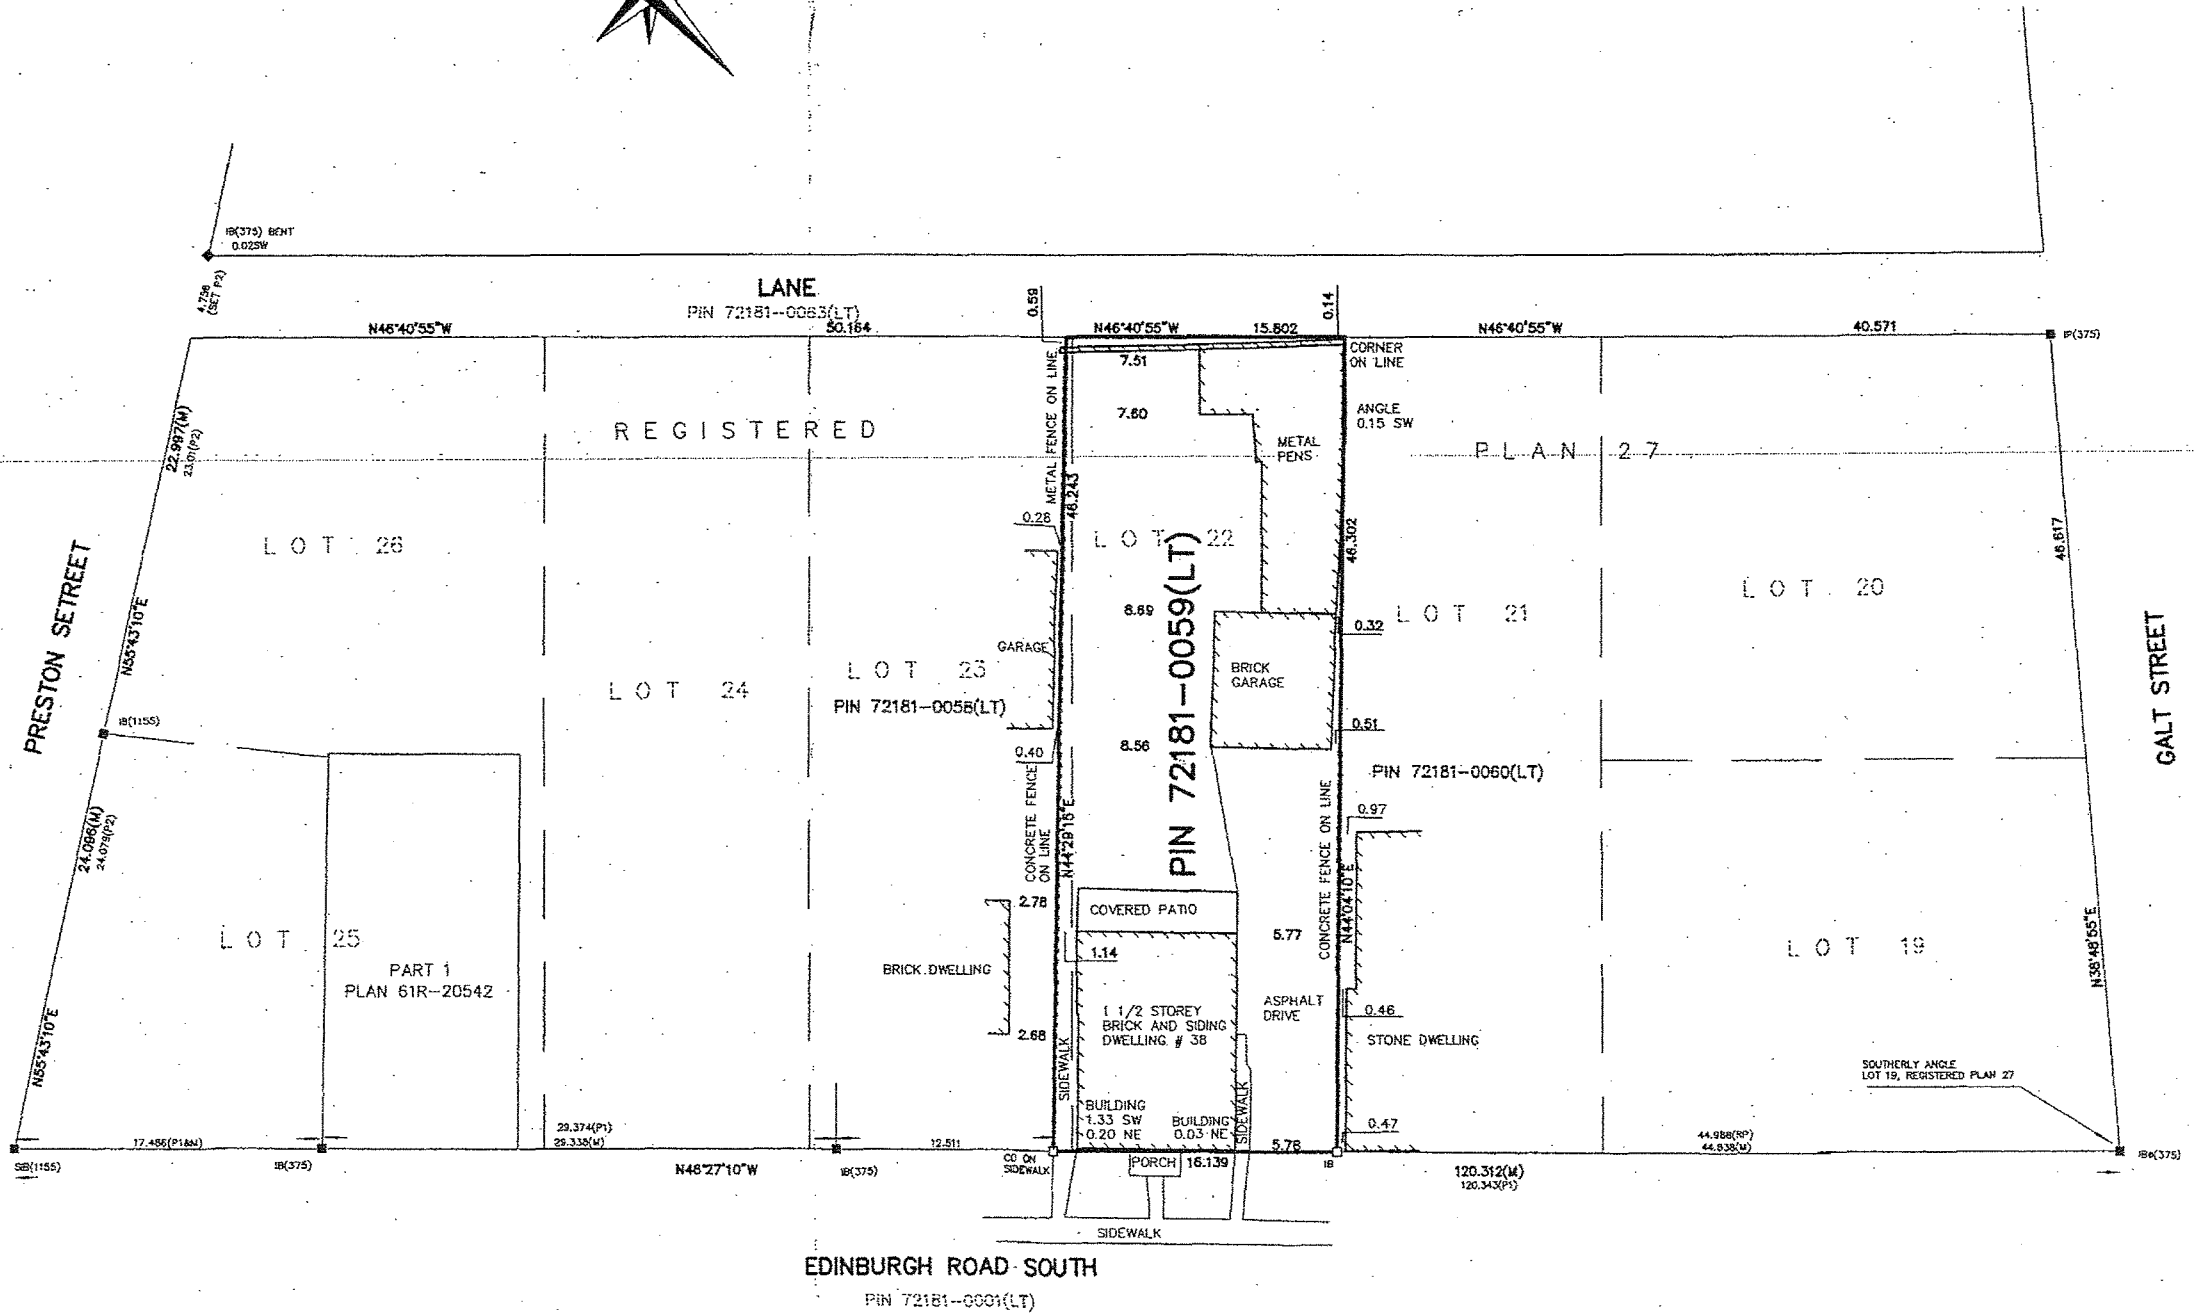 IB(375) BENT
0.02SW
4.756
(SET P2)
LANE
PIN 72181-0063(LT)
0.59
0.14
N46°40'55"W
50.164
N46°40'55"W
15.802
N46°40'55"W
40.571
IP(375)
7.51
CORNER
ON LINE
METAL FENCE ON LINE
7.60
ANGLE
0.15 SW
22.997(M)
23.01(P2)
REGISTERED
METAL
PENS
PLAN 27
46.243
0.28
LOT 26
LOT 22
46.302
46.617
PRESTON SETREET
N55°43'10"E
PIN 72181-0059(LT)
8.69
LOT 21
LOT 20
0.32
GARAGE
LOT 23
BRICK
GARAGE
LOT 24
PIN 72181-0058(LT)
GALT STREET
IB(1155)
0.51
0.40
8.56
PIN 72181-0060(LT)
CONCRETE FENCE
ON LINE
N44°29'15"E
CONCRETE FENCE ON LINE
0.97
24.096(M)
24.079(P2)
N44°04'10"E
2.78
COVERED PATIO
5.77
LOT 25
1.14
LOT 19
N38°48'55"E
PART 1
PLAN 61R-20542
BRICK DWELLING
1 1/2 STOREY
BRICK AND SIDING
DWELLING # 38
ASPHALT
DRIVE
0.46
2.68
STONE DWELLING
N55°43'10"E
SIDEWALK
SOUTHERLY ANGLE
LOT 19, REGISTERED PLAN 27
BUILDING
1.33 SW
0.20 NE
BUILDING
0.03 NE
SIDEWALK
0.47
29.374(P1)
29.338(M)
17.486(P1&M)
12.511
5.78
44.988(RP)
44.838(M)
SIB(1155)
IB(375)
N46°27'10"W
IB(375)
CC ON
SIDEWALK
PORCH
16.139
IB
120.312(M)
120.343(P1)
IBø(375)
SIDEWALK
EDINBURGH ROAD SOUTH
PIN 72181-0001(LT)